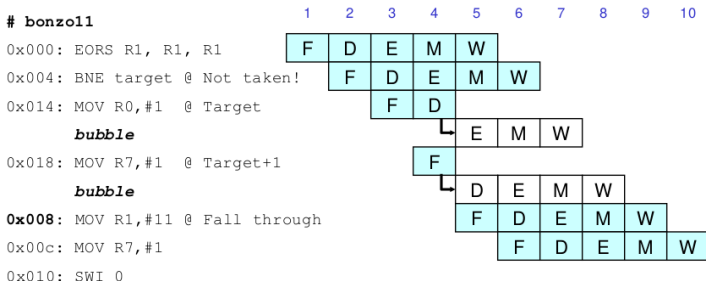 1 2 3 4 5 6 7 8 9 10
# bonzo11
0x000: EORS R1, R1, R1 F D E M W
0x004: BNE target @ Not taken! F D E M W
0x014: MOV R0,#1 @ Target F D
bubble E M W
0x018: MOV R7,#1 @ Target+1 F
bubble D E M W
0x008: MOV R1,#11 @ Fall through F D E M W
0x00c: MOV R7,#1 F D E M W
0x010: SWI 0